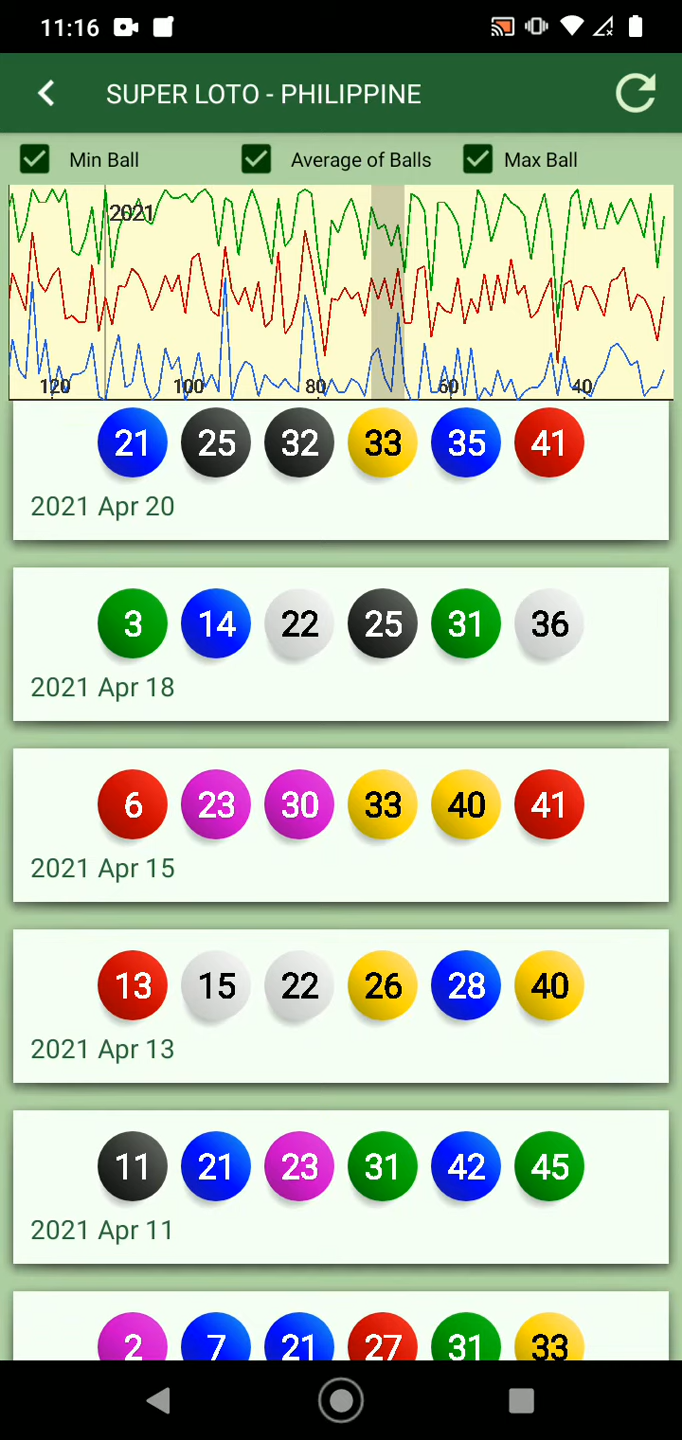 11:16
SUPER LOTO - PHILIPPINE
Min Ball Average of Balls Max Ball
2021
120 100 80 60 40
21 25 32 33 35 41
2021 Apr 20
3 14 22 25 31 36
2021 Apr 18
6 23 30 33 40 41
2021 Apr 15
13 15 22 26 28 40
2021 Apr 13
11 21 23 31 42 45
2021 Apr 11
2 7 21 27 31 33